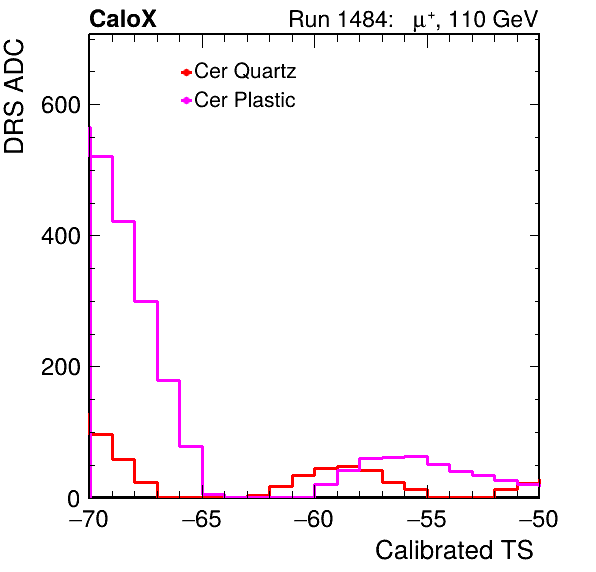 CaloX Run 1484: μ⁺, 110 GeV
DRS ADC
Cer Quartz
Cer Plastic
600
400
200
0
−70 −65 −60 −55 −50
Calibrated TS